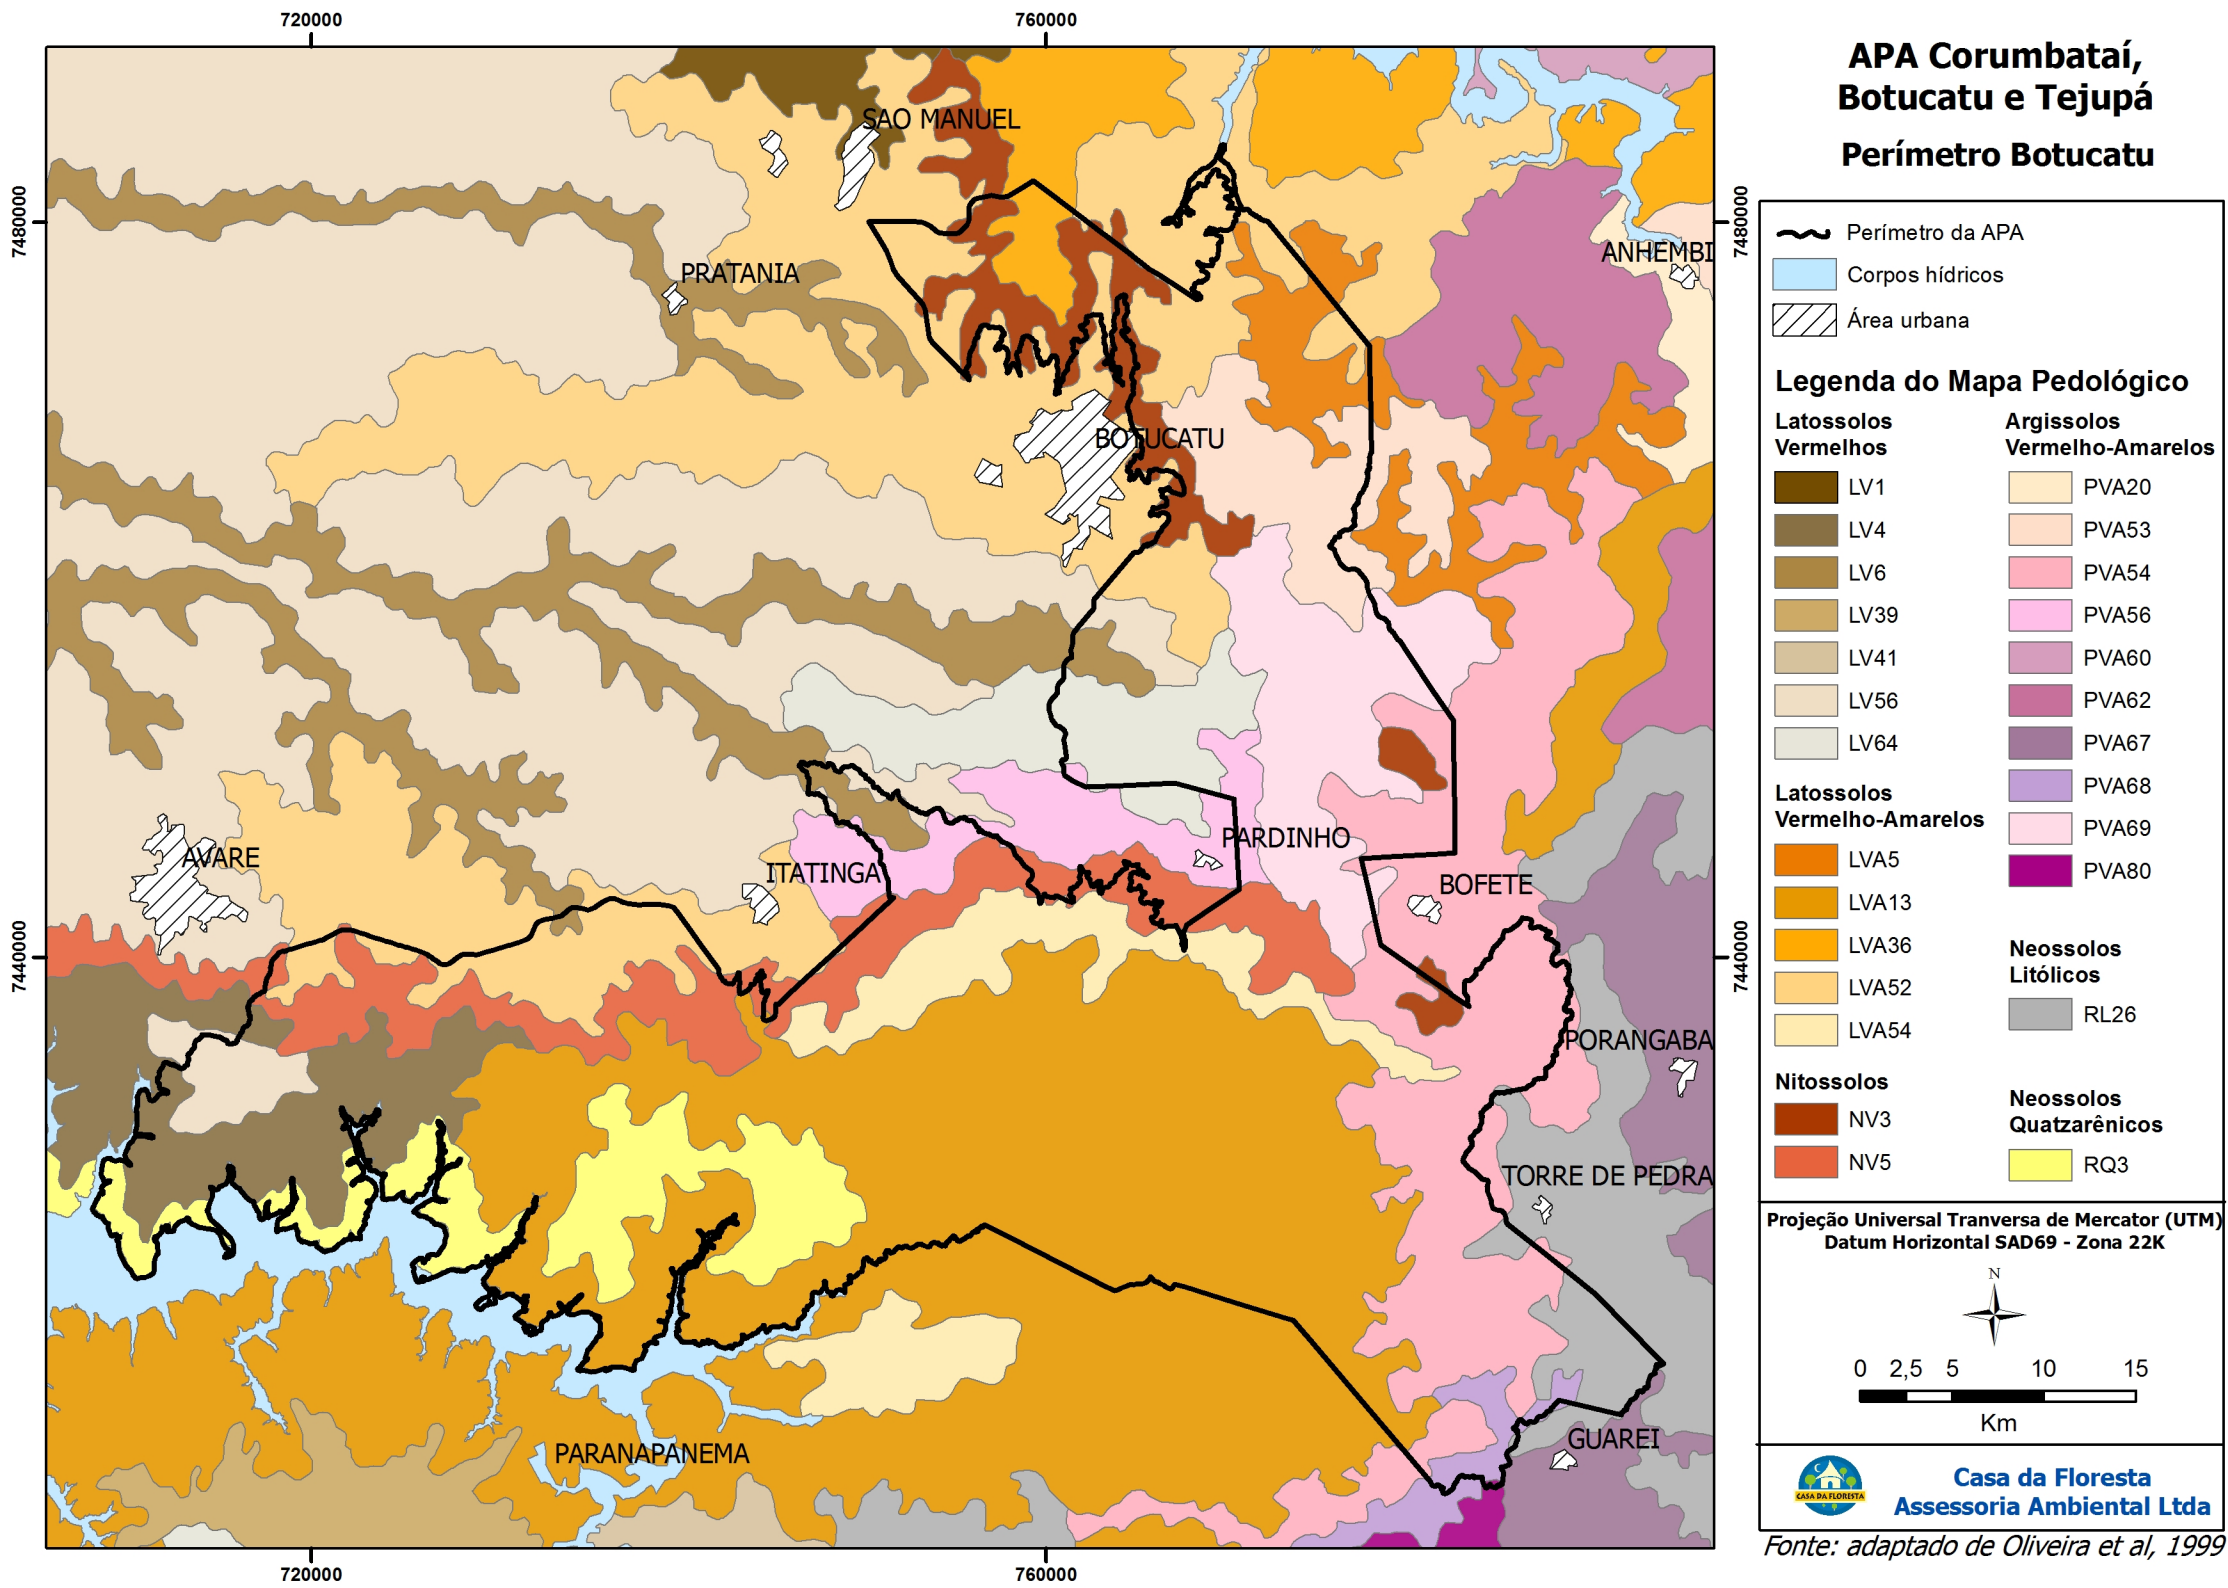 720000
760000
APA Corumbataí,
Botucatu e Tejupá
Perímetro Botucatu
7480000
7480000
7440000
7440000
SAO MANUEL
PRATANIA
ANHEMBI
BOTUCATU
AVARE
ITATINGA
PARDINHO
BOFETE
PORANGABA
TORRE DE PEDRA
GUAREI
PARANAPANEMA
720000
760000
Perímetro da APA
Corpos hídricos
Área urbana
Legenda do Mapa Pedológico
Latossolos
Vermelhos
LV1
LV4
LV6
LV39
LV41
LV56
LV64
Latossolos
Vermelho-Amarelos
LVA5
LVA13
LVA36
LVA52
LVA54
Nitossolos
NV3
NV5
Argissolos
Vermelho-Amarelos
PVA20
PVA53
PVA54
PVA56
PVA60
PVA62
PVA67
PVA68
PVA69
PVA80
Neossolos
Litólicos
RL26
Neossolos
Quatzarênicos
RQ3
Projeção Universal Tranversa de Mercator (UTM)
Datum Horizontal SAD69 - Zona 22K
N
0 2,5 5 10 15
Km
CASA DA FLORESTA
Casa da Floresta
Assessoria Ambiental Ltda
Fonte: adaptado de Oliveira et al, 1999